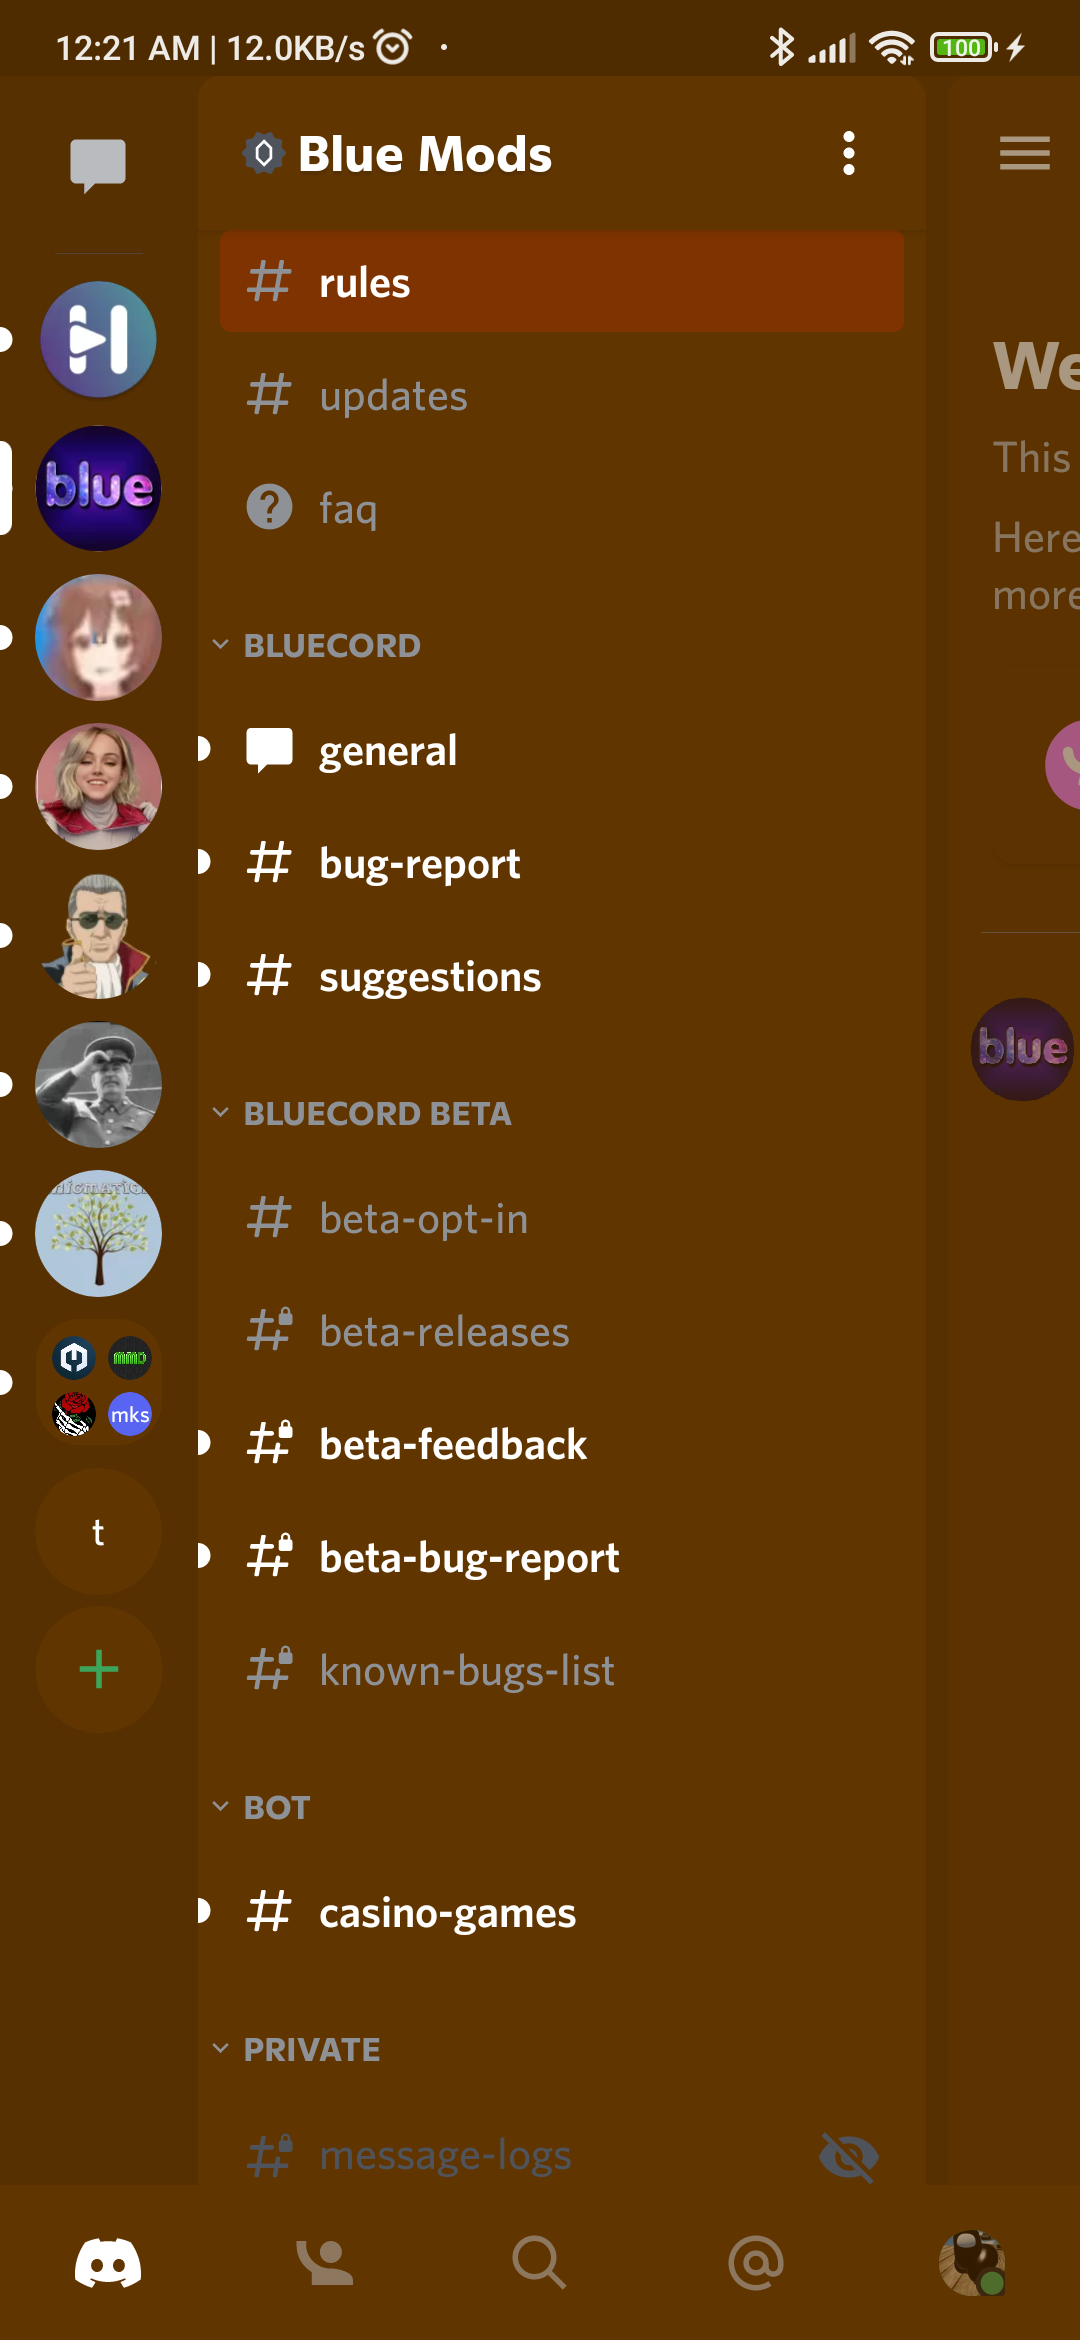 12:21 AM | 12.0KB/s
100
Blue Mods
rules
updates
faq
BLUECORD
general
bug-report
suggestions
BLUECORD BETA
beta-opt-in
beta-releases
beta-feedback
beta-bug-report
known-bugs-list
BOT
casino-games
PRIVATE
message-logs
blue
mmd
mks
t
We
This
Here
more
blue